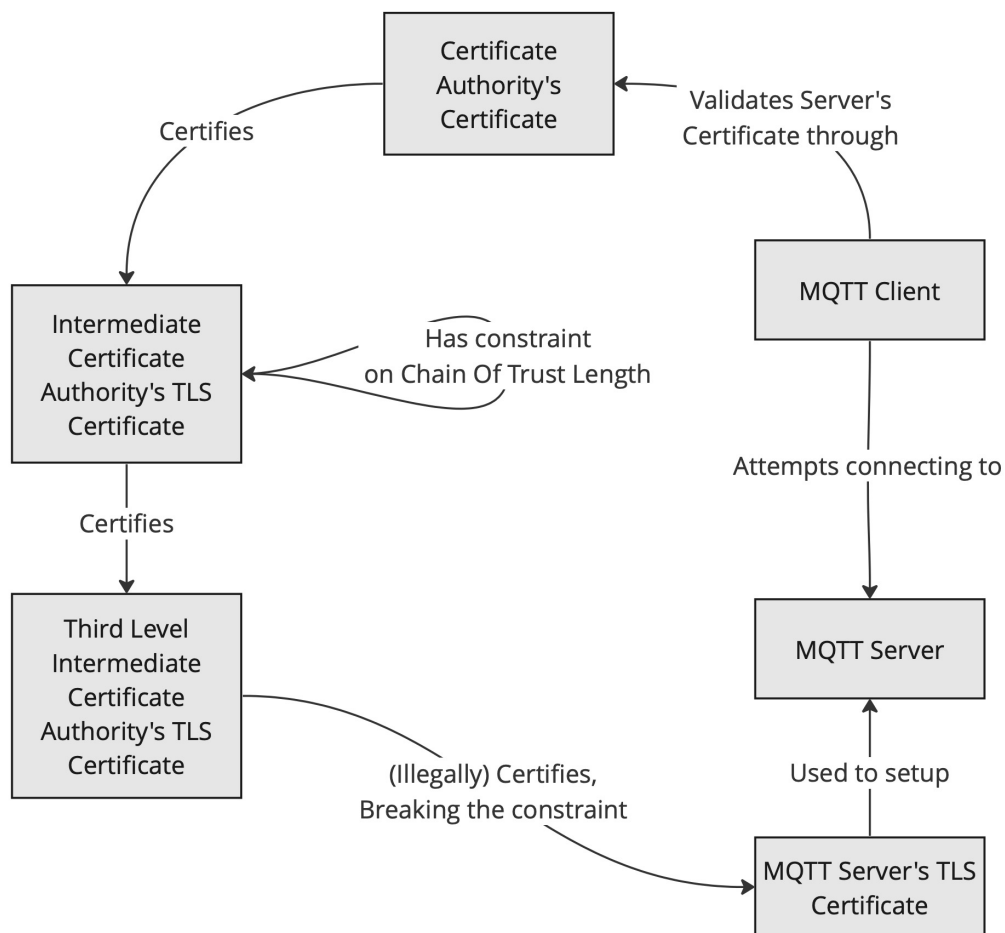 Certificate
Authority's
Certificate
Validates Server's
Certificate through
Certifies
MQTT Client
Intermediate
Certificate
Authority's TLS
Certificate
Has constraint
on Chain Of Trust Length
Attempts connecting to
Certifies
Third Level
Intermediate
Certificate
Authority's TLS
Certificate
MQTT Server
(Illegally) Certifies,
Breaking the constraint
Used to setup
MQTT Server's TLS
Certificate